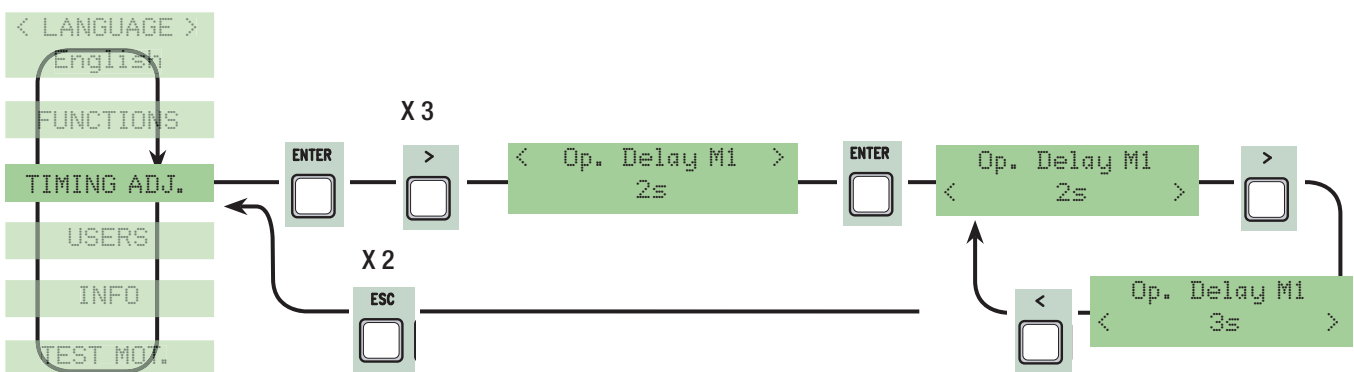 < LANGUAGE >
English
FUNCTIONS
TIMING ADJ.
USERS
INFO
TEST MOT.
ENTER
X 3
>
< Op. Delay M1 >
2s
ENTER
Op. Delay M1
< 2s >
>
Op. Delay M1
< 3s >
<
X 2
ESC